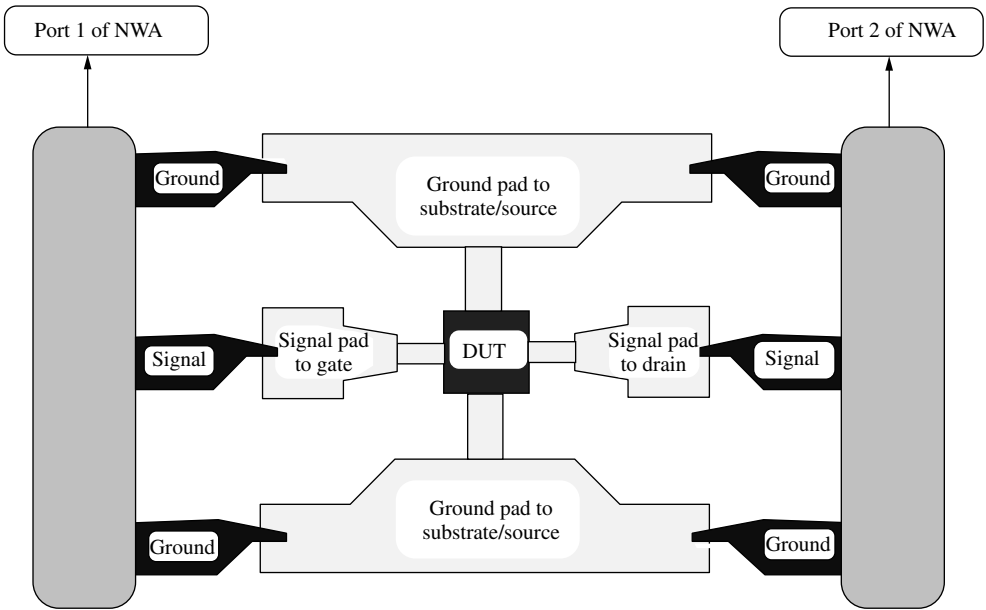 Port 1 of NWA
Port 2 of NWA
Ground
Ground pad to
substrate/source
Ground
Signal
Signal pad
to gate
DUT
Signal pad
to drain
Signal
Ground
Ground pad to
substrate/source
Ground